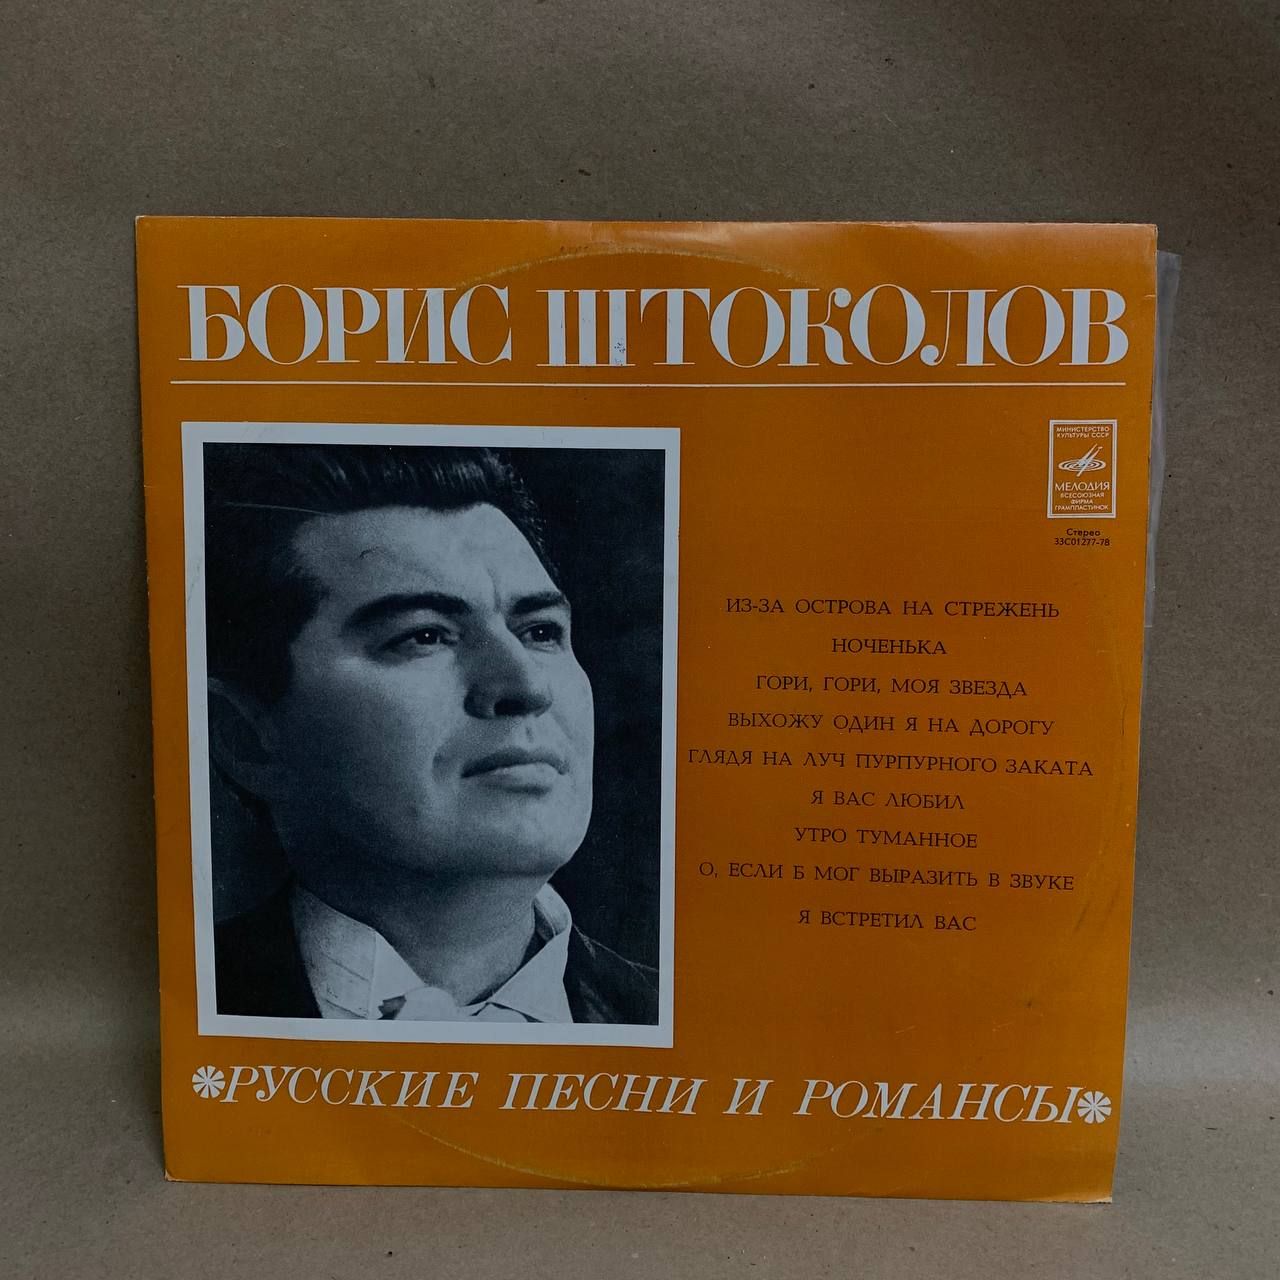 БОРИС ШТОКОЛОВ
МИНИСТЕРСТВО
КУЛЬТУРЫ СССР
МЕЛОДИЯ
ВСЕСОЮЗНАЯ
ФИРМА
ГРАМПЛАСТИНОК
Стерео
33С01277-78
ИЗ-ЗА ОСТРОВА НА СТРЕЖЕНЬ
НОЧЕНЬКА
ГОРИ, ГОРИ, МОЯ ЗВЕЗДА
ВЫХОЖУ ОДИН Я НА ДОРОГУ
ГЛЯДЯ НА ЛУЧ ПУРПУРНОГО ЗАКАТА
Я ВАС ЛЮБИЛ
УТРО ТУМАННОЕ
О, ЕСЛИ Б МОГ ВЫРАЗИТЬ В ЗВУКЕ
Я ВСТРЕТИЛ ВАС
РУССКИЕ ПЕСНИ И РОМАНСЫ